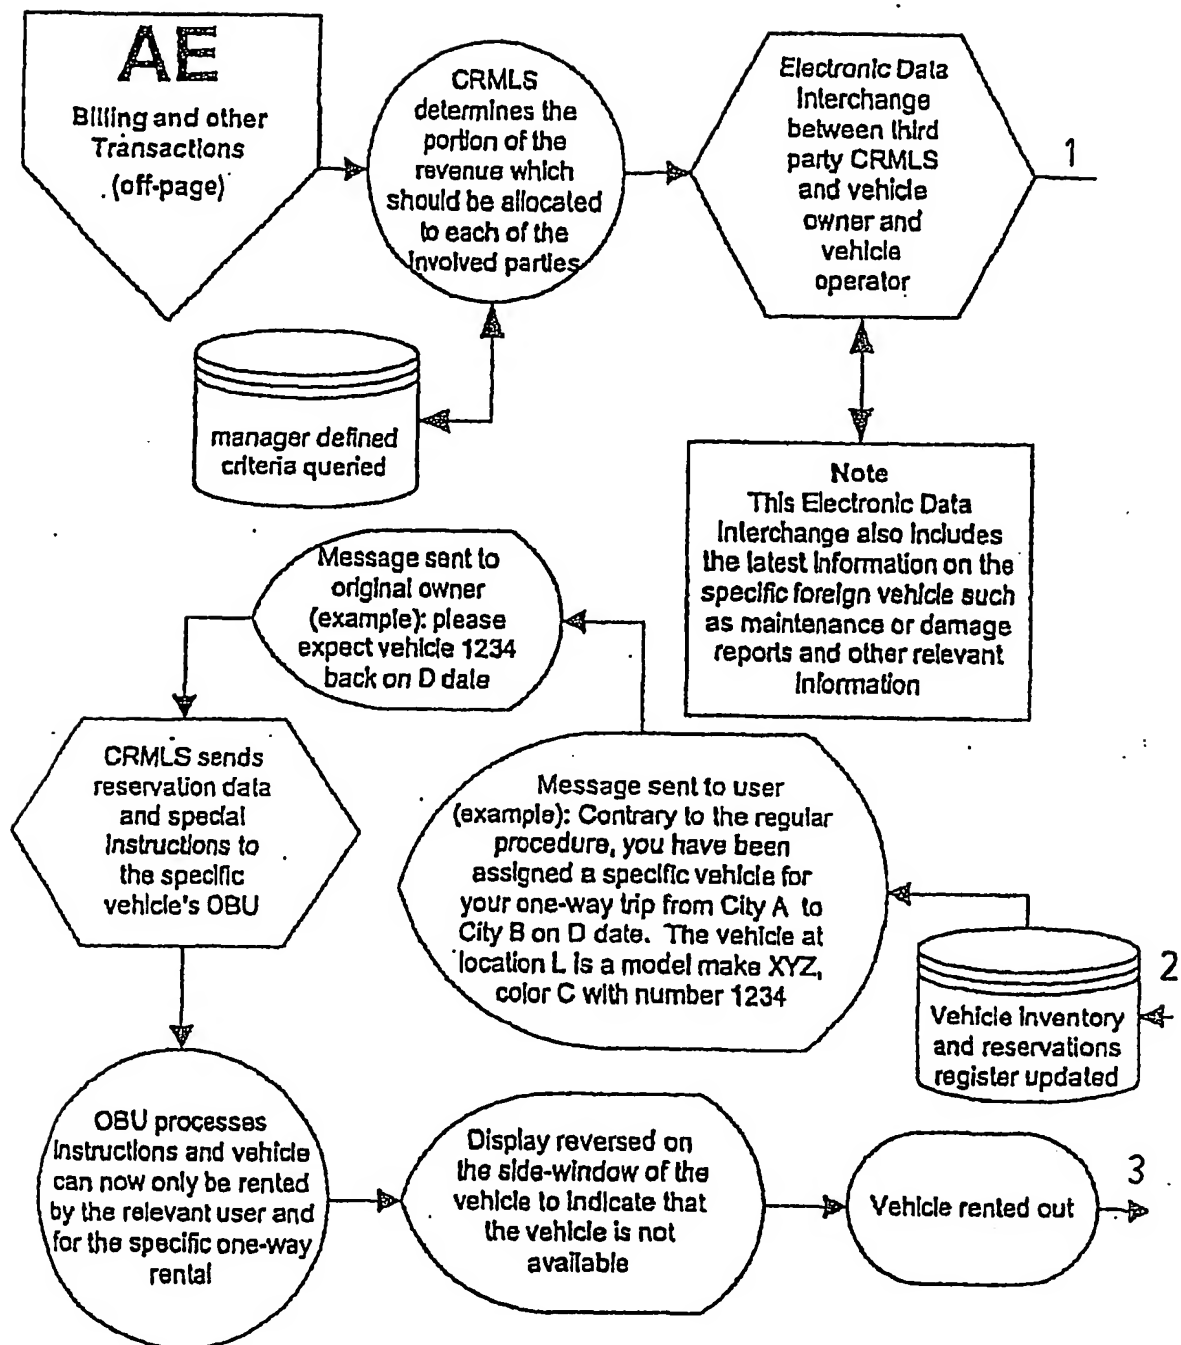 AE
Billing and other
Transactions
(off-page)
CRMLS
determines the
portion of the
revenue which
should be allocated
to each of the
involved parties
Electronic Data
Interchange
between third
party CRMLS
and vehicle
owner and
vehicle
operator
1
manager defined
criteria queried
Note
This Electronic Data
Interchange also includes
the latest information on the
specific foreign vehicle such
as maintenance or damage
reports and other relevant
Information
Message sent to
original owner
(example): please
expect vehicle 1234
back on D date
CRMLS sends
reservation data
and special
instructions to
the specific
vehicle's OBU
Message sent to user
(example): Contrary to the regular
procedure, you have been
assigned a specific vehicle for
your one-way trip from City A to
City B on D date. The vehicle at
location L is a model make XYZ,
color C with number 1234
2
Vehicle inventory
and reservations
register updated
OBU processes
instructions and vehicle
can now only be rented
by the relevant user and
for the specific one-way
rental
Display reversed on
the side-window of the
vehicle to indicate that
the vehicle is not
available
Vehicle rented out
3